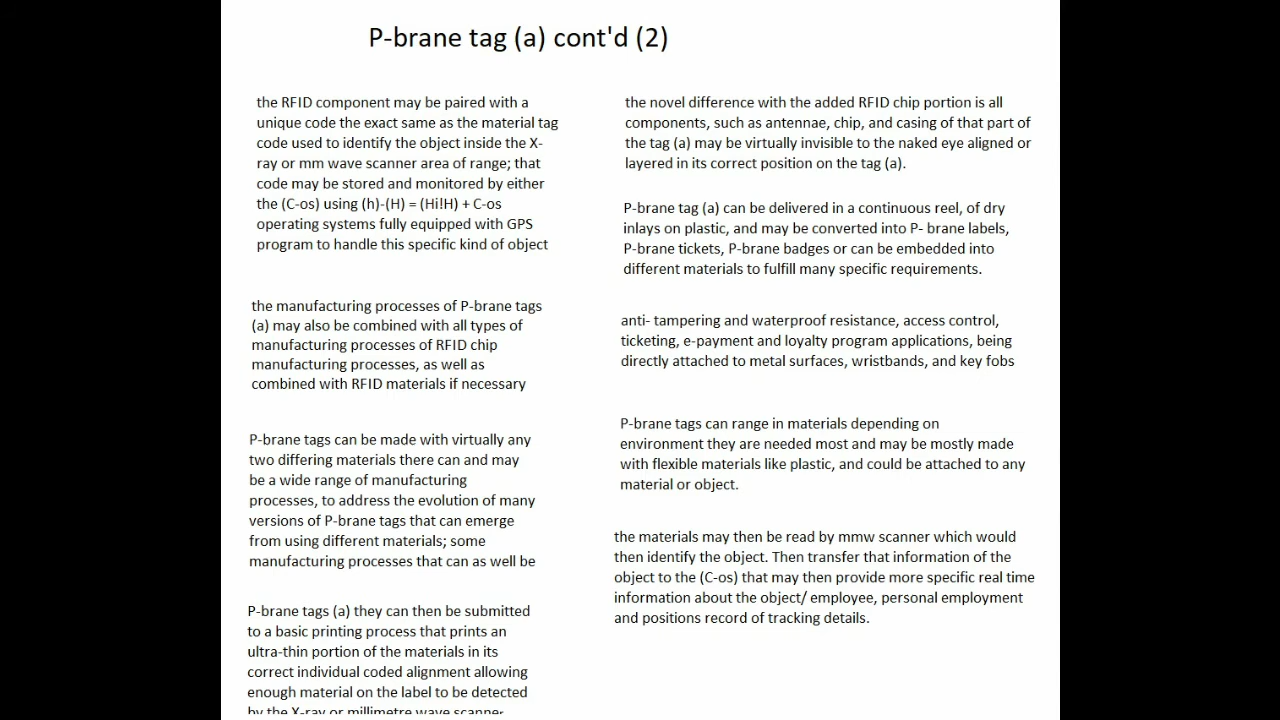 P-brane tag (a) cont'd (2)
the RFID component may be paired with a
unique code the exact same as the material tag
code used to identify the object inside the X-
ray or mm wave scanner area of range; that
code may be stored and monitored by either
the (C-os) using (h)-(H) = (Hi!H) + C-os
operating systems fully equipped with GPS
program to handle this specific kind of object
the manufacturing processes of P-brane tags
(a) may also be combined with all types of
manufacturing processes of RFID chip
manufacturing processes, as well as
combined with RFID materials if necessary
P-brane tags can be made with virtually any
two differing materials there can and may
be a wide range of manufacturing
processes, to address the evolution of many
versions of P-brane tags that can emerge
from using different materials; some
manufacturing processes that can as well be
P-brane tags (a) they can then be submitted
to a basic printing process that prints an
ultra-thin portion of the materials in its
correct individual coded alignment allowing
enough material on the label to be detected
by the X-ray or millimetre wave scanner
the novel difference with the added RFID chip portion is all
components, such as antennae, chip, and casing of that part of
the tag (a) may be virtually invisible to the naked eye aligned or
layered in its correct position on the tag (a).
P-brane tag (a) can be delivered in a continuous reel, of dry
inlays on plastic, and may be converted into P- brane labels,
P-brane tickets, P-brane badges or can be embedded into
different materials to fulfill many specific requirements.
anti- tampering and waterproof resistance, access control,
ticketing, e-payment and loyalty program applications, being
directly attached to metal surfaces, wristbands, and key fobs
P-brane tags can range in materials depending on
environment they are needed most and may be mostly made
with flexible materials like plastic, and could be attached to any
material or object.
the materials may then be read by mmw scanner which would
then identify the object. Then transfer that information of the
object to the (C-os) that may then provide more specific real time
information about the object/ employee, personal employment
and positions record of tracking details.